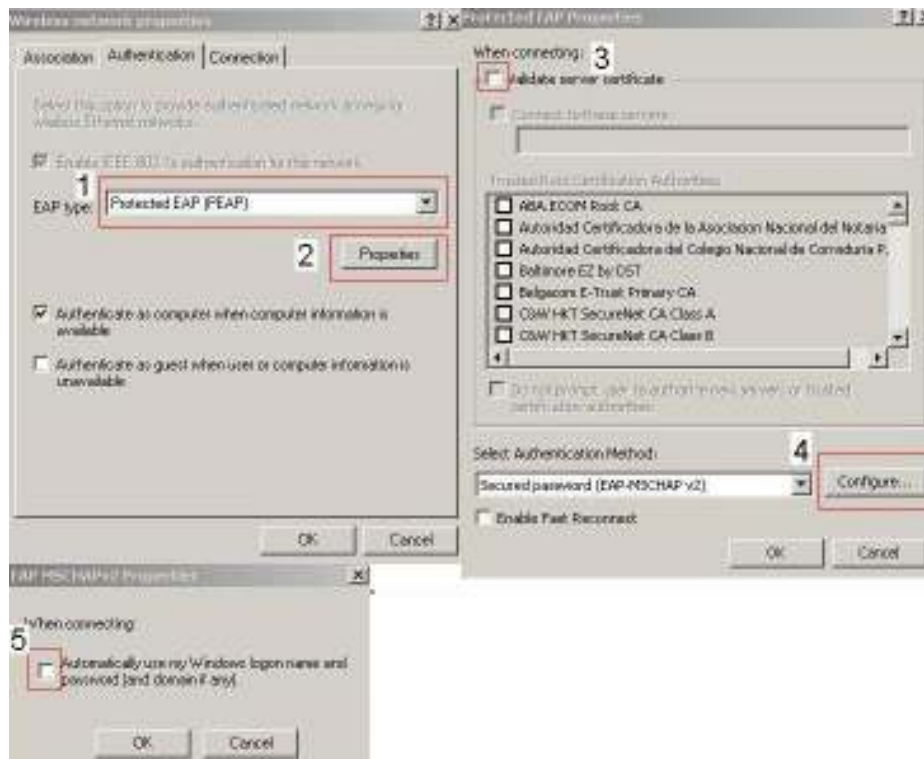 Wireless network properties
Association Authentication Connection
Select this option to provide authenticated network access for
wireless Ethernet networks.
Enable IEEE 802.1x authentication for this network
1
EAP type: Protected EAP (PEAP)
2
Properties
Authenticate as computer when computer information is
available
Authenticate as guest when user or computer information is
unavailable
OK Cancel
Protected EAP Properties
When connecting:
3
Validate server certificate
Connect to these servers:
Trusted Root Certification Authorities:
ABA.ECOM Root CA
Autoridad Certificadora de la Asociacion Nacional del Notaria
Autoridad Certificadora del Colegio Nacional de Correduria P.
Baltimore EZ by DST
Belgacom E-Trust Primary CA
C&W HKT SecureNet CA Class A
C&W HKT SecureNet CA Class B
Do not prompt user to authorize new servers or trusted
certification authorities.
Select Authentication Method:
4
Secured password (EAP-MSCHAP v2)
Configure...
Enable Fast Reconnect
OK Cancel
EAP MSCHAPv2 Properties
When connecting:
5
Automatically use my Windows logon name and
password (and domain if any).
OK Cancel